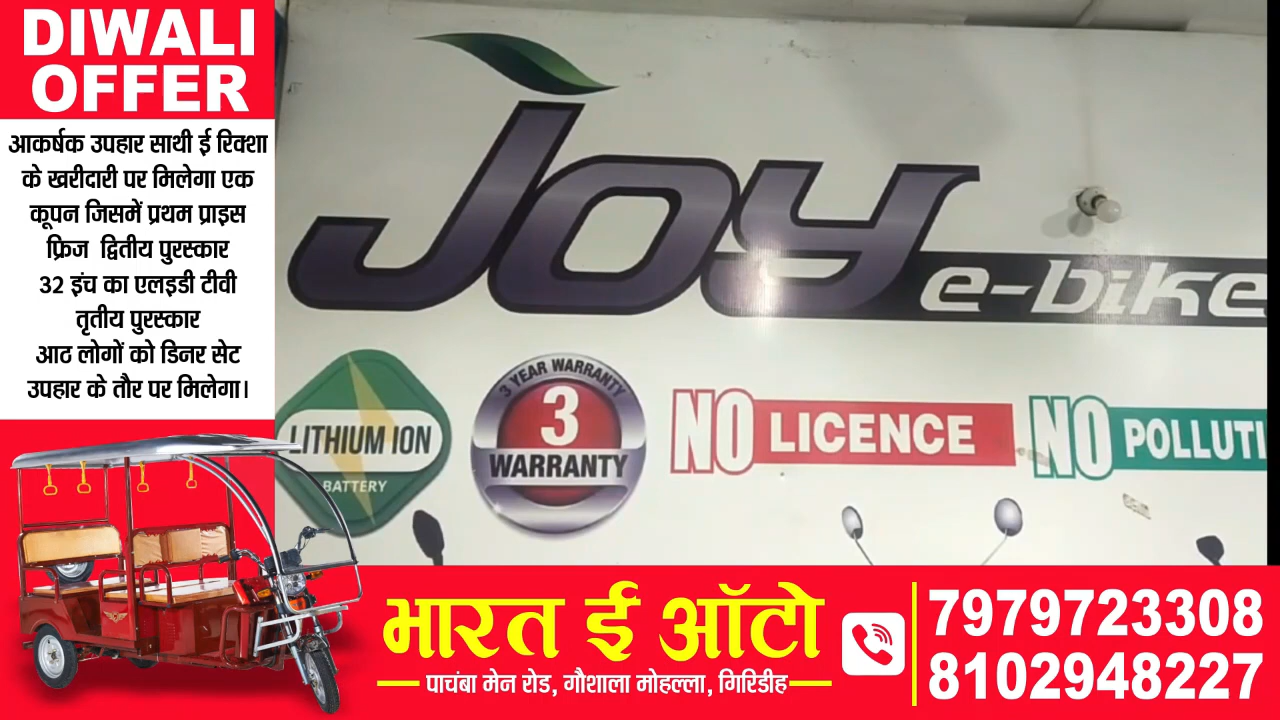 DIWALI
OFFER
आकर्षक उपहार साथी ई रिक्शा
के खरीदारी पर मिलेगा एक
कूपन जिसमें प्रथम प्राइस
फ्रिज द्वितीय पुरस्कार
32 इंच का एलइडी टीवी
तृतीय पुरस्कार
आठ लोगों को डिनर सेट
उपहार के तौर पर मिलेगा।
Joy
e-bike
LITHIUM ION
BATTERY
3 YEAR WARRANTY
3
WARRANTY
NO LICENCE
NO POLLUTI
भारत ई ऑटो
पाचंबा मेन रोड, गौशाला मोहल्ला, गिरिडीह
7979723308
8102948227